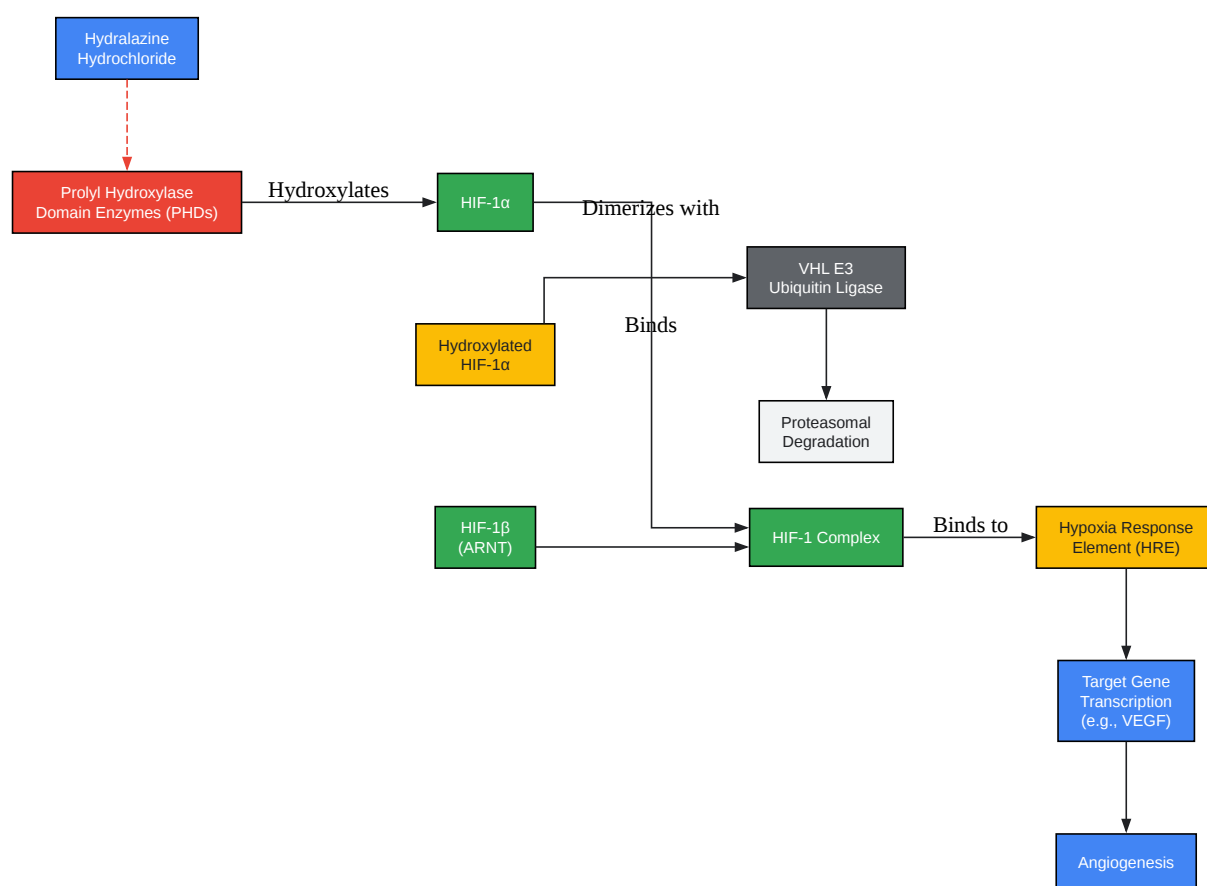 Hydralazine
Hydrochloride
Prolyl Hydroxylase
Domain Enzymes (PHDs)
Hydroxylates
HIF-1α
Dimerizes with
VHL E3
Ubiquitin Ligase
Binds
Hydroxylated
HIF-1α
Proteasomal
Degradation
HIF-1β
(ARNT)
HIF-1 Complex
Binds to
Hypoxia Response
Element (HRE)
Target Gene
Transcription
(e.g., VEGF)
Angiogenesis